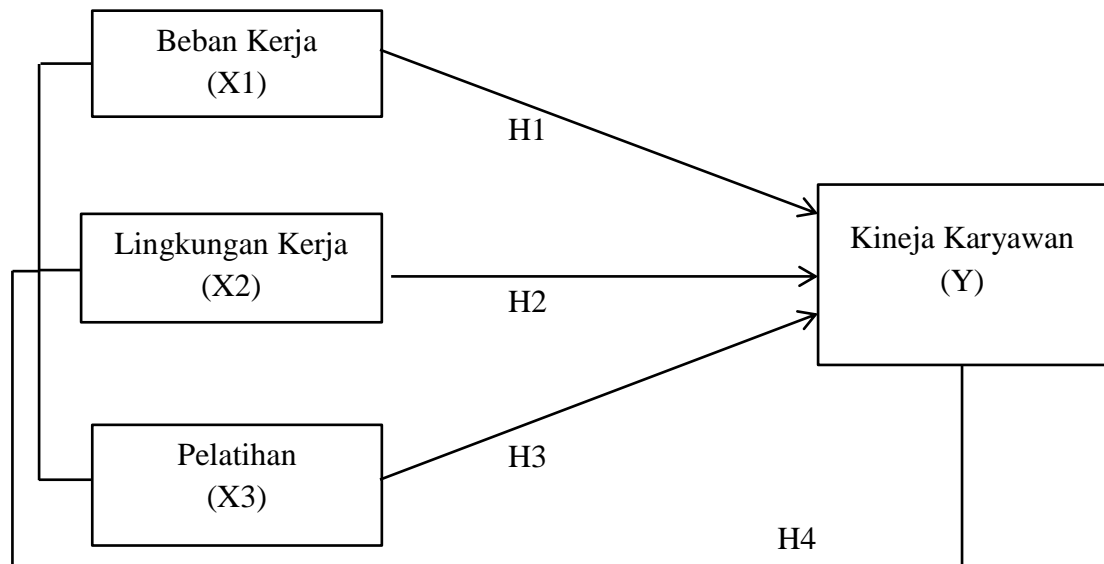 Beban Kerja
(X1)
H1
Lingkungan Kerja
(X2)
H2
Kineja Karyawan
(Y)
Pelatihan
(X3)
H3
H4